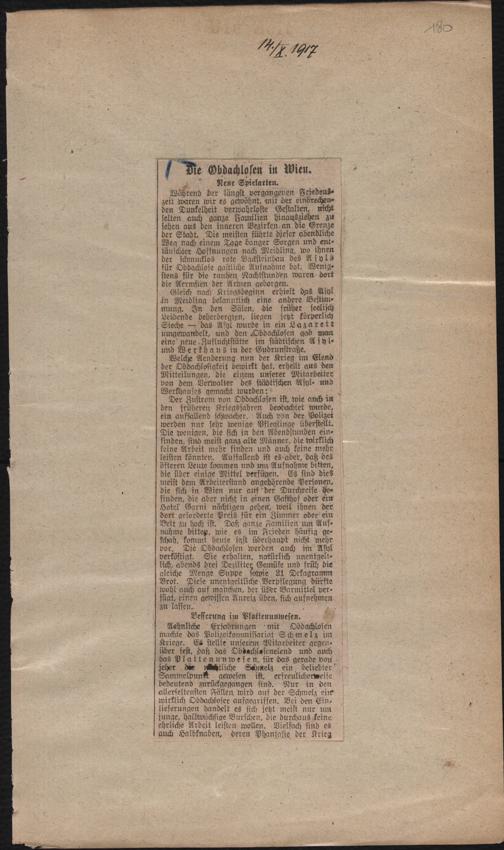 180
14./X. 1917
Die Obdachlosen in Wien.
Neue Spielarten.
Während der längst vergangenen Friedens-
zeit waren wir es gewöhnt, mit der einbrechen-
den Dunkelheit verwahrloste Gestalten, nicht
selten auch ganze Familien hinausziehen zu
sehen aus den inneren Bezirken an die Grenze
der Stadt. Die meisten führte dieser abendliche
Weg nach einem Tage banger Sorgen und ent-
täuschter Hoffnungen nach Meidling, wo ihnen
der schmucklos rote Backsteinbau des Asyls
für Obdachlose gastliche Aufnahme bot. Wenig-
stens für die rauhen Nachtstunden waren dort
die Aermsten der Armen geborgen.
Gleich nach Kriegsbeginn erhielt das Asyl
in Meidling bekanntlich eine andere Bestim-
mung. In den Sälen, die früher seelisch
Leidende beherbergten, liegen jetzt körperlich
Sieche — das Asyl wurde in ein Lazarett
umgewandelt, und den Obdachlosen gab man
eine neue Zufluchtstätte im städtischen Asyl-
und Werkhaus in der Gudrunstraße.
Welche Aenderung nun der Krieg im Elend
der Obdachlosigkeit bewirkt hat, erhellt aus den
Mitteilungen, die einem unserer Mitarbeiter
von dem Verwalter des städtischen Asyl- und
Werkhauses gemacht wurden:
Der Zustrom von Obdachlosen ist, wie auch in
den früheren Kriegsjahren beobachtet wurde,
ein auffallend schwacher. Auch von der Polizei
werden nur sehr wenige Pfleglinge überstellt.
Die wenigen, die sich in den Abendstunden ein-
finden, sind meist ganz alte Männer, die wirklich
keine Arbeit mehr finden und auch keine mehr
leisten könnten. Auffallend ist es aber, daß des
öfteren Leute kommen und um Aufnahme bitten,
die über einige Mittel verfügen. Es sind dies
meist dem Arbeiterstand angehörende Personen,
die sich in Wien nur auf der Durchreise be-
finden, die aber nicht in einen Gasthof oder ein
Hotel Garni nächtigen gehen, weil ihnen der
dort geforderte Preis für ein Zimmer oder ein
Bett zu hoch ist. Daß ganze Familien um Auf-
nahme bitten, wie es im Frieden häufig ge-
schah, kommt heute jetzt überhaupt nicht mehr
vor. Die Obdachlosen werden auch im Asyl
verköstigt. Sie erhalten, natürlich unentgelt-
lich, abends drei Deziliter Gemüse und früh die
gleiche Menge Suppe sowie 21 Dekagramm
Brot. Diese unentgeltliche Verpflegung dürfte
wohl auch auf manchen, der über Barmittel ver-
fügt, einen gewissen Anreiz üben, sich aufnehmen
zu lassen.
Besserung im Plattenunwesen.
Aehnliche Erfahrungen mit Obdachlosen
machte das Polizeikommissariat Schmelz im
Kriege. Es stellte unserem Mitarbeiter gegen-
über fest, daß das Obdachlosenelend und auch
das Plattenunwesen, für das gerade von
jeher die nächtliche Schmelz ein beliebter
Sammelpunkt gewesen ist, erfreulicherweise
bedeutend zurückgegangen sind. Nur in den
allerseltensten Fällen wird auf der Schmelz ein
wirklich Obdachloser aufgegriffen. Bei den Ein-
lieferungen handelt es sich jetzt meist nur um
junge, halbwüchsige Burschen, die durchaus keine
ehrliche Arbeit leisten wollen. Vielfach sind es
auch Halbknaben, deren Phantasie der Krieg